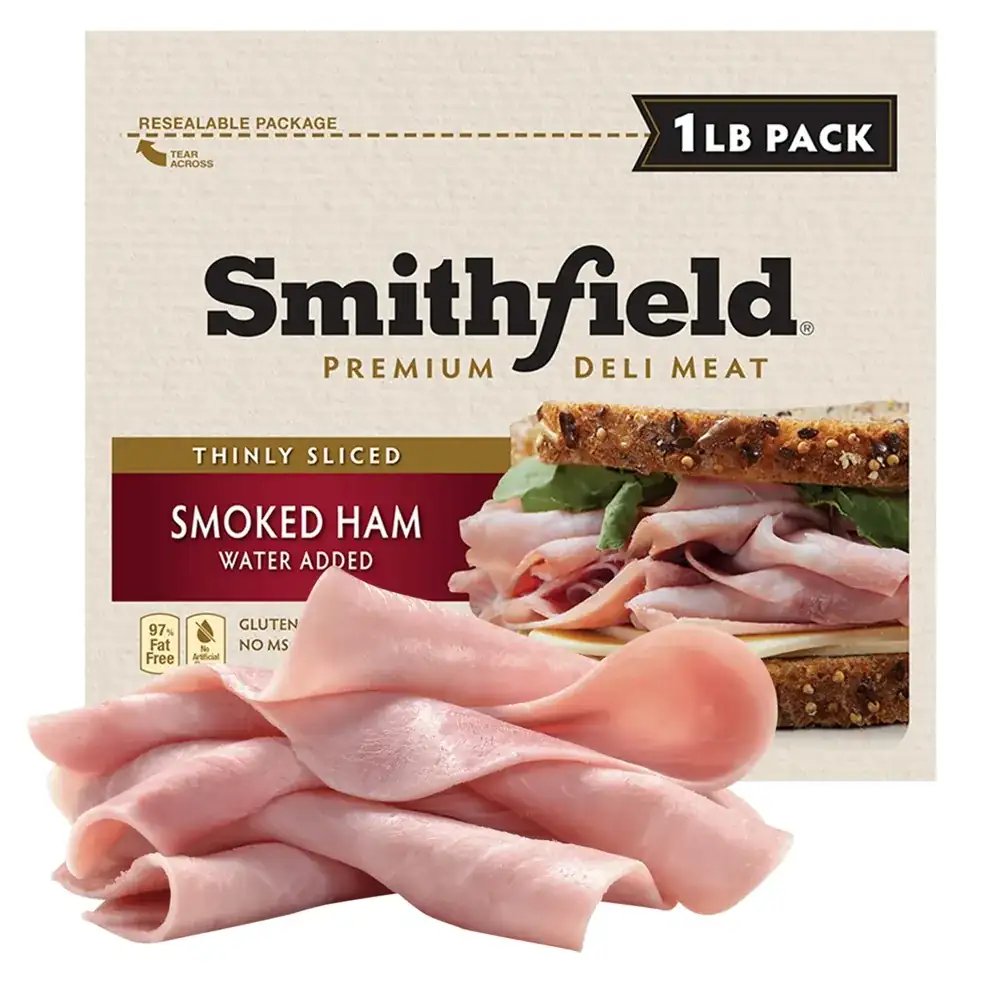 RESEALABLE PACKAGE
TEAR
ACROSS
1LB PACK
Smithfield®
PREMIUM DELI MEAT
THINLY SLICED
SMOKED HAM
WATER ADDED
97% Fat Free
No Artificial
GLUTEN
NO MS